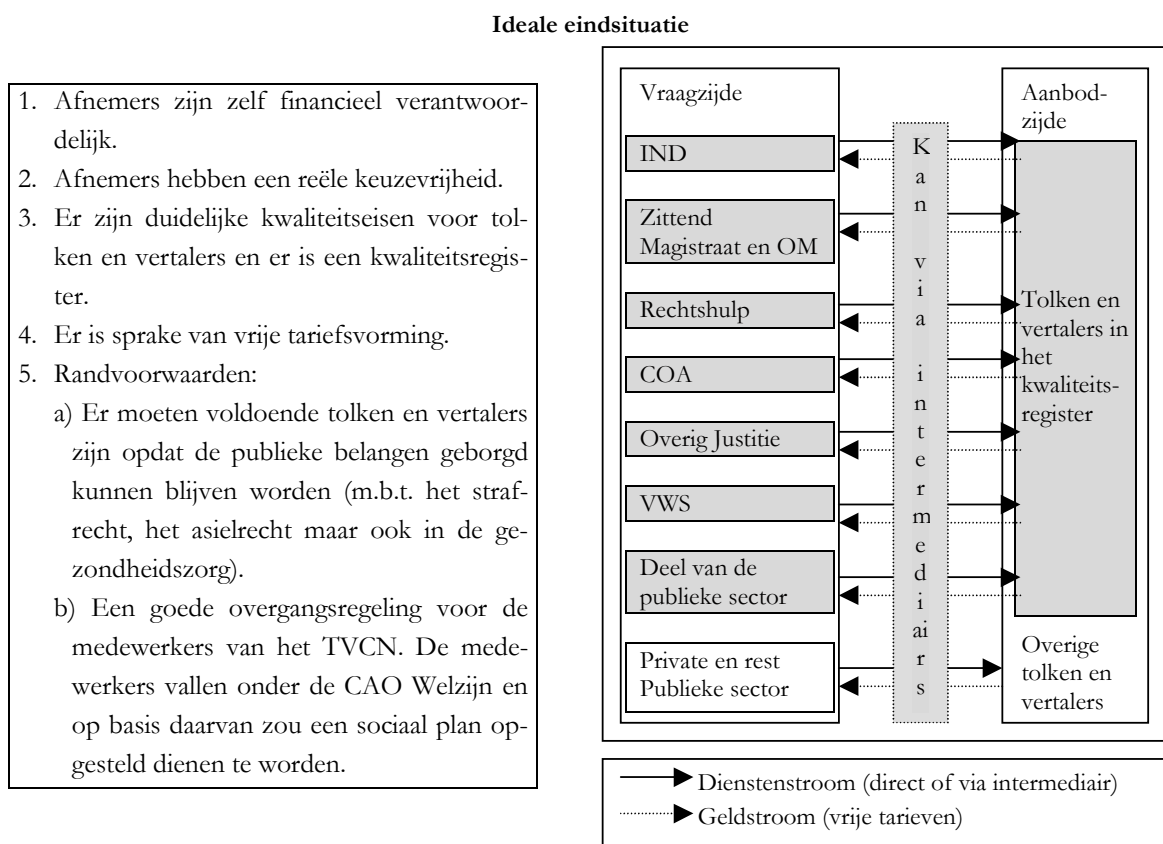 Ideale eindsituatie
1. Afnemers zijn zelf financieel verantwoor-
delijk.
2. Afnemers hebben een reële keuzevrijheid.
3. Er zijn duidelijke kwaliteitseisen voor tol-
ken en vertalers en er is een kwaliteitsregis-
ter.
4. Er is sprake van vrije tariefsvorming.
5. Randvoorwaarden:
a) Er moeten voldoende tolken en vertalers
zijn opdat de publieke belangen geborgd
kunnen blijven worden (m.b.t. het straf-
recht, het asielrecht maar ook in de ge-
zondheidszorg).
b) Een goede overgangsregeling voor de
medewerkers van het TVCN. De mede-
werkers vallen onder de CAO Welzijn en
op basis daarvan zou een sociaal plan op-
gesteld dienen te worden.
Vraagzijde
IND
Zittend
Magistraat en OM
Rechtshulp
COA
Overig Justitie
VWS
Deel van de
publieke sector
Private en rest
Publieke sector
Kan via intermediairs
Aanbod-
zijde
Tolken en
vertalers in
het
kwaliteits-
register
Overige
tolken en
vertalers
Dienstenstroom (direct of via intermediair)
Geldstroom (vrije tarieven)